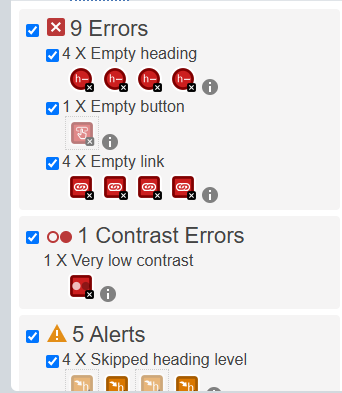 9 Errors
4 X Empty heading
h- h- h- h-
1 X Empty button
4 X Empty link
1 Contrast Errors
1 X Very low contrast
5 Alerts
4 X Skipped heading level
h h h h